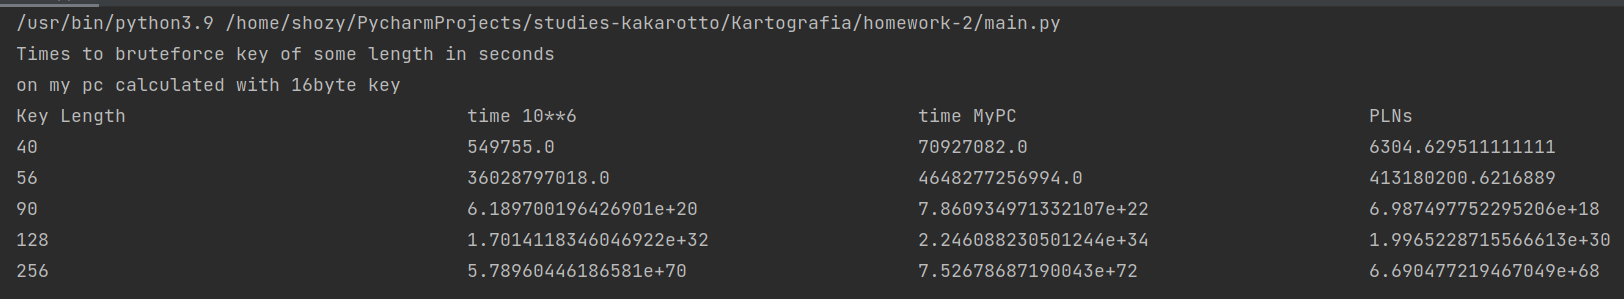 /usr/bin/python3.9 /home/shozy/PycharmProjects/studies-kakarotto/Kartografia/homework-2/main.py
Times to bruteforce key of some length in seconds
on my pc calculated with 16byte key
Key Length time 10**6 time MyPC PLNs
40 549755.0 70927082.0 6304.629511111111
56 36028797018.0 4648277256994.0 413180200.6216889
90 6.189700196426901e+20 7.860934971332107e+22 6.987497752295206e+18
128 1.7014118346046922e+32 2.246088230501244e+34 1.9965228715566613e+30
256 5.78960446186581e+70 7.52678687190043e+72 6.690477219467049e+68